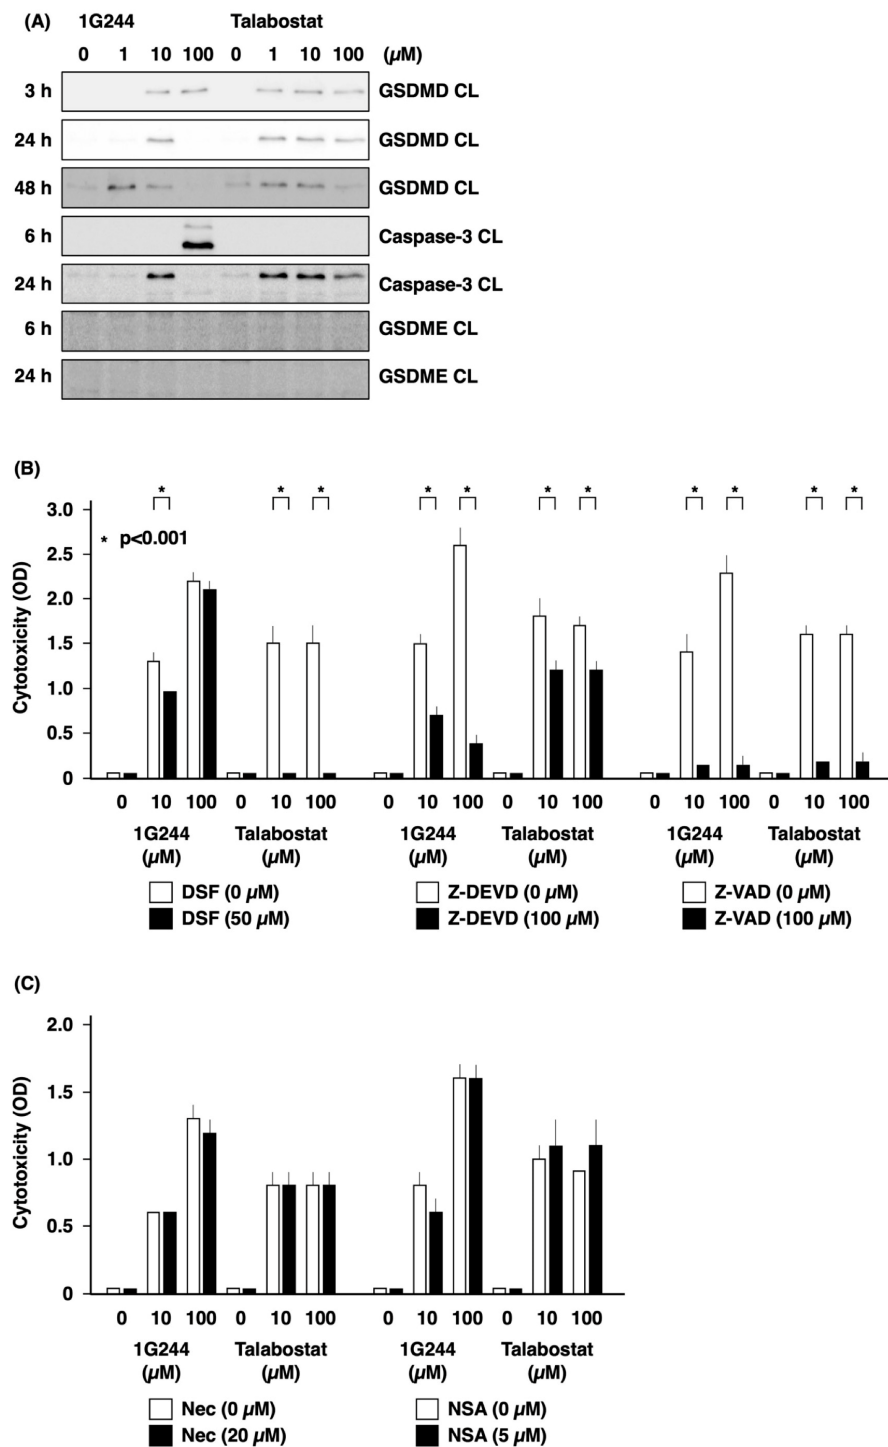 (A) 1G244 Talabostat
0 1 10 100 0 1 10 100 (µM)
3 h GSDMD CL
24 h GSDMD CL
48 h GSDMD CL
6 h Caspase-3 CL
24 h Caspase-3 CL
6 h GSDME CL
24 h GSDME CL
(B)
* * * * * * * * * * *
3.0
* p<0.001
2.5
2.0
1.5
1.0
0.5
0
Cytotoxicity (OD)
0 10 100 0 10 100 0 10 100 0 10 100 0 10 100 0 10 100
1G244 Talabostat 1G244 Talabostat 1G244 Talabostat
(µM) (µM) (µM) (µM) (µM) (µM)
DSF (0 µM) Z-DEVD (0 µM) Z-VAD (0 µM)
DSF (50 µM) Z-DEVD (100 µM) Z-VAD (100 µM)
(C)
2.0
1.5
1.0
0.5
0
Cytotoxicity (OD)
0 10 100 0 10 100 0 10 100 0 10 100
1G244 Talabostat 1G244 Talabostat
(µM) (µM) (µM) (µM)
Nec (0 µM) NSA (0 µM)
Nec (20 µM) NSA (5 µM)